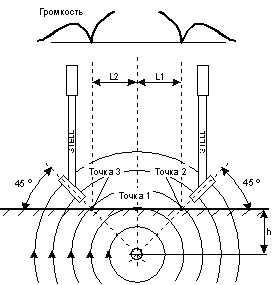 Громкость
L2
L1
STELL
STELL
45°
Точка 3
Точка 2
45°
Точка 1
h